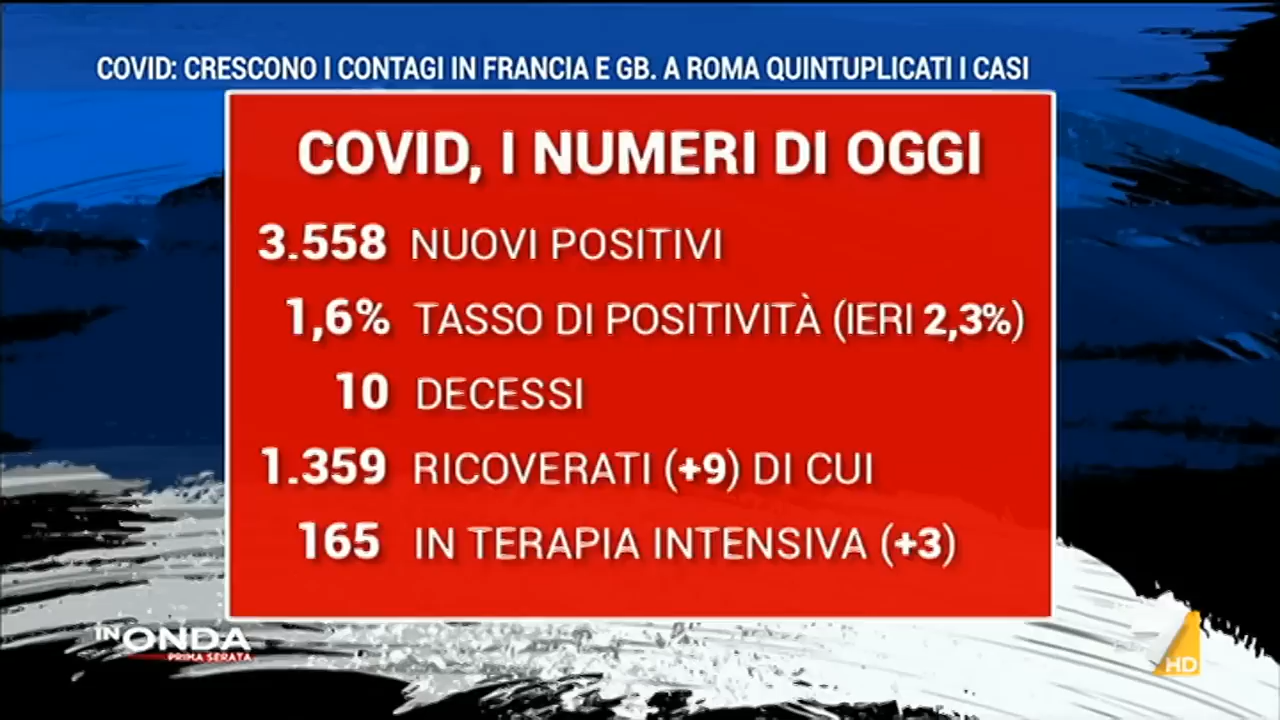 COVID: CRESCONO I CONTAGI IN FRANCIA E GB. A ROMA QUINTUPLICATI I CASI
COVID, I NUMERI DI OGGI
3.558 NUOVI POSITIVI
1,6% TASSO DI POSITIVITÀ (IERI 2,3%)
10 DECESSI
1.359 RICOVERATI (+9) DI CUI
165 IN TERAPIA INTENSIVA (+3)
IN ONDA
PRIMA SERATA
HD